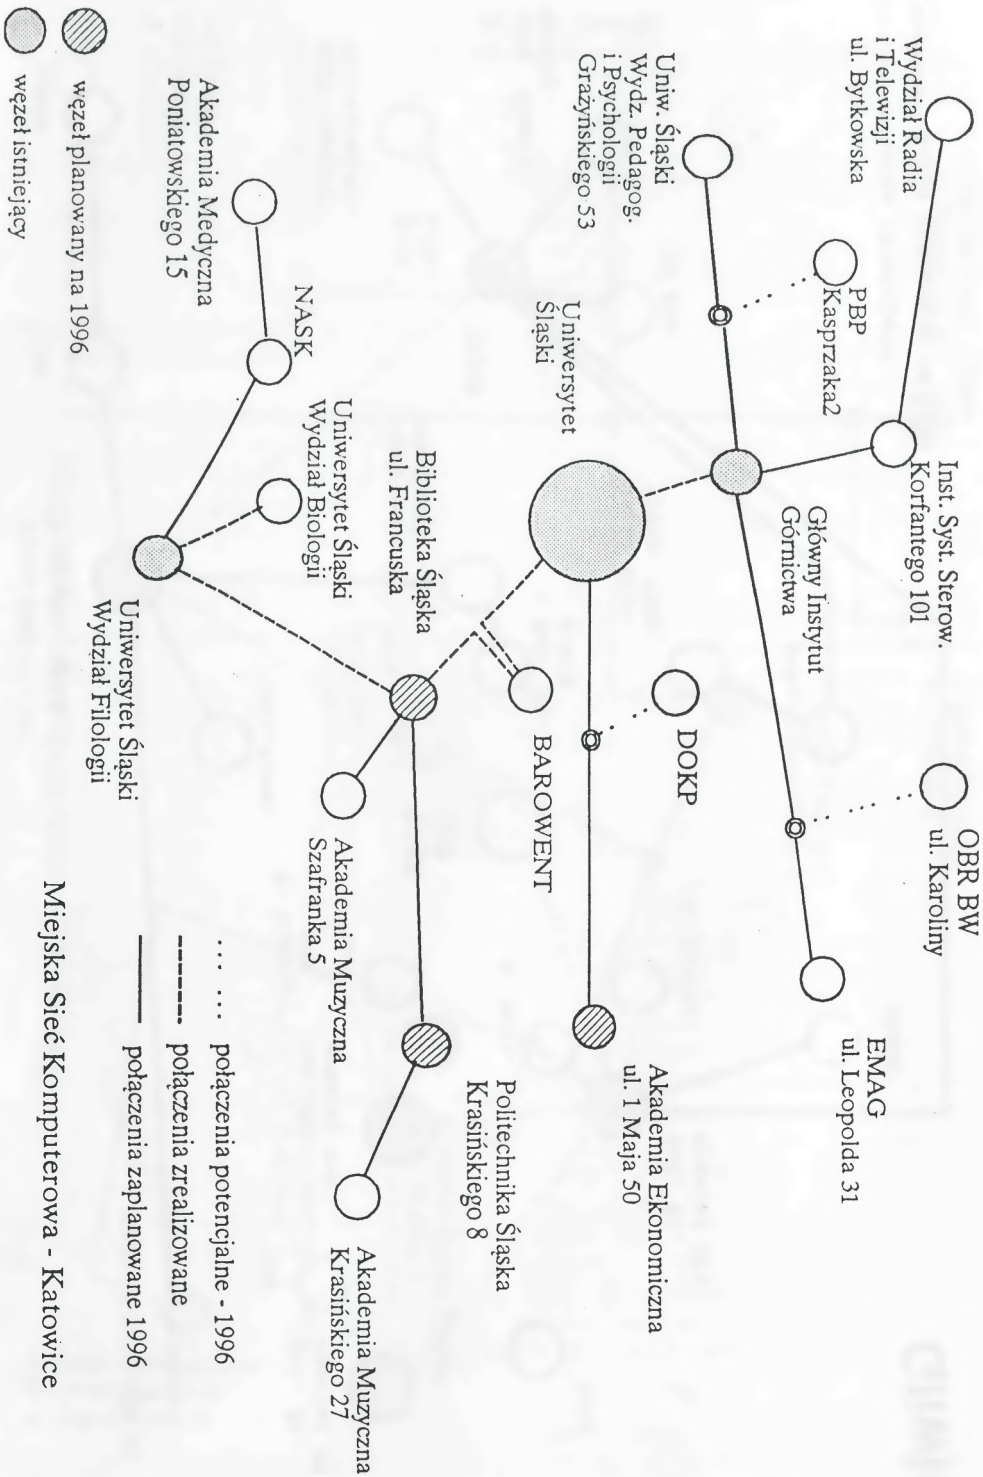 Wydział Radia
i Telewizji
ul. Bytkowska
Inst. Syst. Sterow.
Korfantego 101
OBR BW
ul. Karoliny
EMAG
ul. Leopolda 31
PBP
Kasprzaka2
Główny Instytut
Górnictwa
Uniw. Śląski
Wydz. Pedagog.
i Psychologii
Grażyńskiego 53
DOKP
Akademia Ekonomiczna
ul. 1 Maja 50
Uniwersytet
Śląski
BAROWENT
Politechnika Śląska
Krasińskiego 8
Biblioteka Śląska
ul. Francuska
Uniwersytet Śląski
Wydział Biologii
NASK
Akademia Muzyczna
Szafranka 5
Akademia Muzyczna
Krasińskiego 27
Akademia Medyczna
Poniatowskiego 15
Uniwersytet Śląski
Wydział Filologii
węzeł planowany na 1996
węzeł istniejący
połączenia potencjalne - 1996
połączenia zrealizowane
połączenia zaplanowane 1996
Miejska Sieć Komputerowa - Katowice